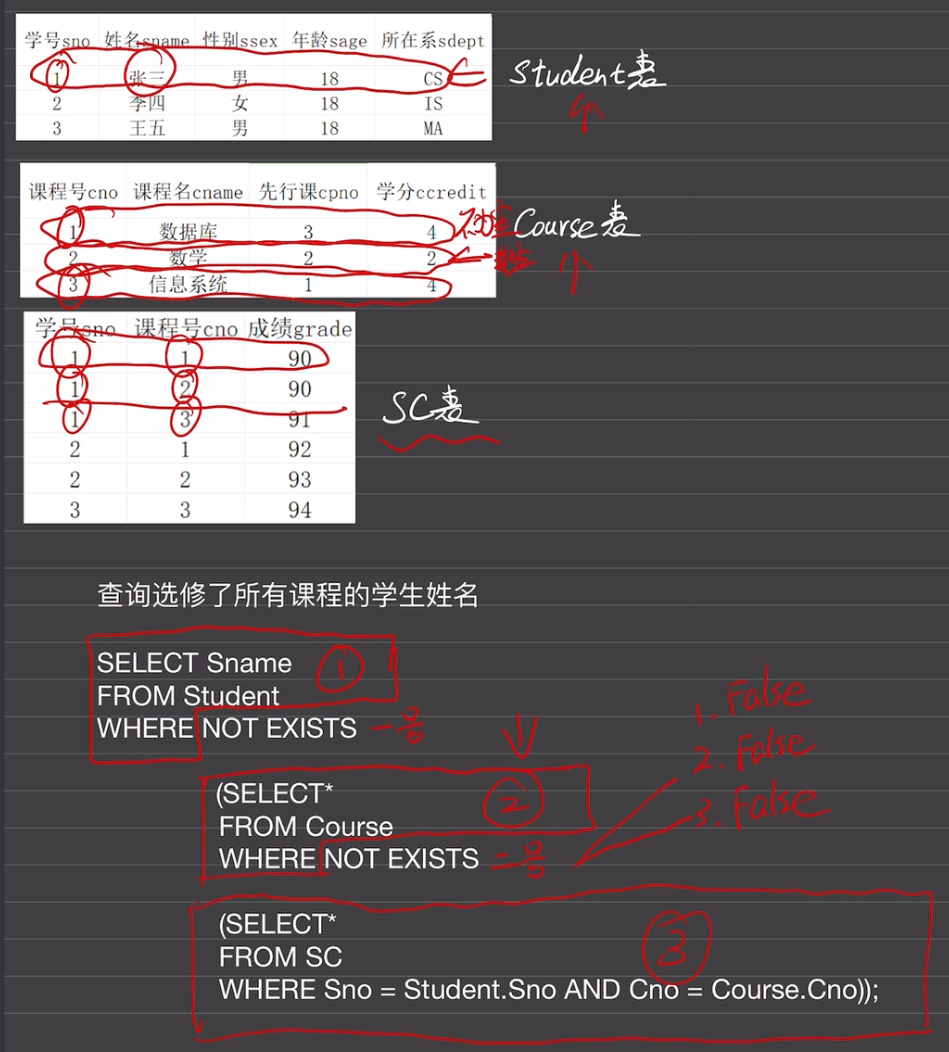 学号sno 姓名sname 性别ssex 年龄sage 所在系sdept
1 张三 男 18 CS
2 李四 女 18 IS
3 王五 男 18 MA
Student表
课程号cno 课程名cname 先行课cpno 学分ccredit
1 数据库 3 4
2 数学 2 2
3 信息系统 1 4
Course表
学号sno 课程号cno 成绩grade
1 1 90
1 2 90
1 3 91
2 1 92
2 2 93
3 3 94
SC表
查询选修了所有课程的学生姓名
SELECT Sname ①
FROM Student
WHERE NOT EXISTS 一号
1. False
2. False
3. False
(SELECT* ②
FROM Course
WHERE NOT EXISTS 二号
(SELECT*
FROM SC ③
WHERE Sno = Student.Sno AND Cno = Course.Cno));